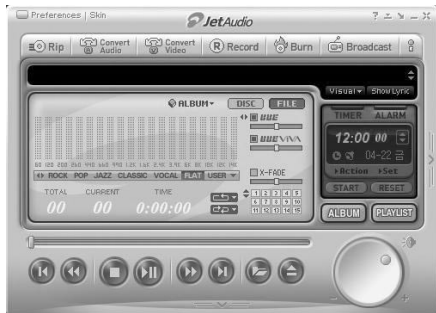 Preferences | Skin
JetAudio
Rip
Convert Audio
Convert Video
Record
Burn
Broadcast
Visual
Show Lyric
ALBUM
DISC
FILE
TIMER
ALARM
BBE
BBE VIVA
12:00 00
04-22 금
Action
Set
X-FADE
ROCK POP JAZZ CLASSIC VOCAL FLAT USER
START
RESET
TOTAL
CURRENT
TIME
00
00
0:00:00
1 2 3 4 5
6 7 8 9 10
11 12 13 14 15
ALBUM
PLAYLIST